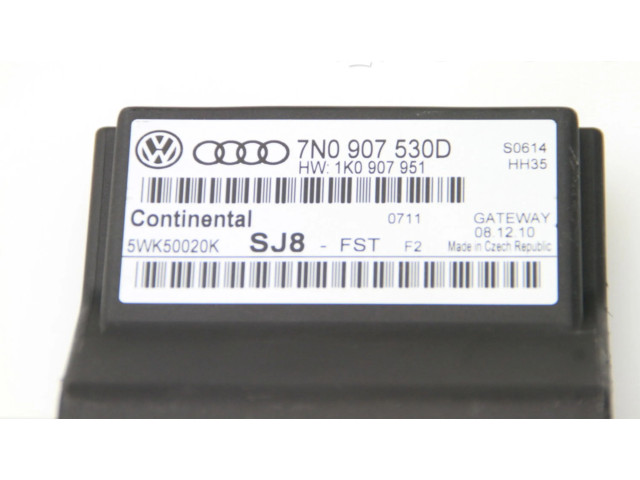 7N0 907 530D S0614
HW: 1K0 907 951 HH35
Continental 0711 GATEWAY
08.12.10
5WK50020K SJ8 - FST F2 Made in Czech Republic